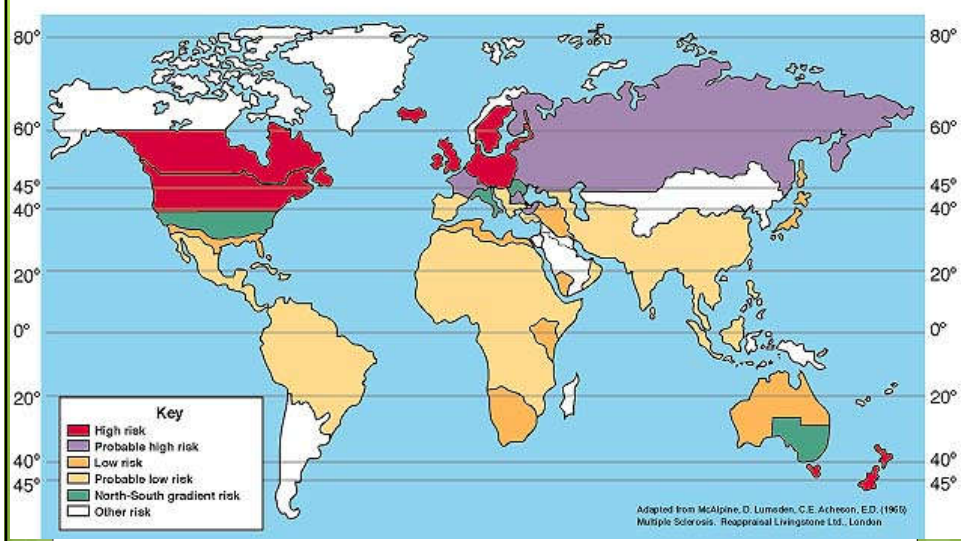 80° 80°
60° 60°
45° 45°
40° 40°
20° 20°
0° 0°
20° 20°
40° 40°
45° 45°
Key
High risk
Probable high risk
Low risk
Probable low risk
North-South gradient risk
Other risk
Adapted from McAlpine, D. Lumsden, C.E. Acheson, E.D. (1965)
Multiple Sclerosis. Reappraisal Livingstone Ltd., London